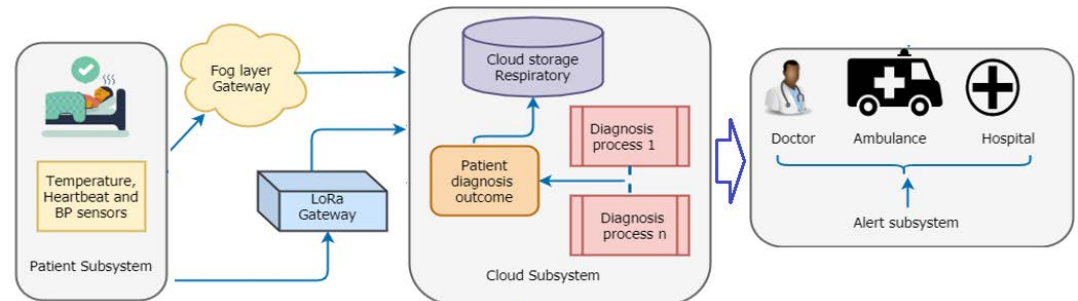 Temperature,
Heartbeat and
BP sensors
Patient Subsystem
Fog layer
Gateway
LoRa
Gateway
Cloud storage
Respiratory
Diagnosis
process 1
Patient
diagnosis
outcome
Diagnosis
process n
Cloud Subsystem
Doctor
Ambulance
Hospital
Alert subsystem